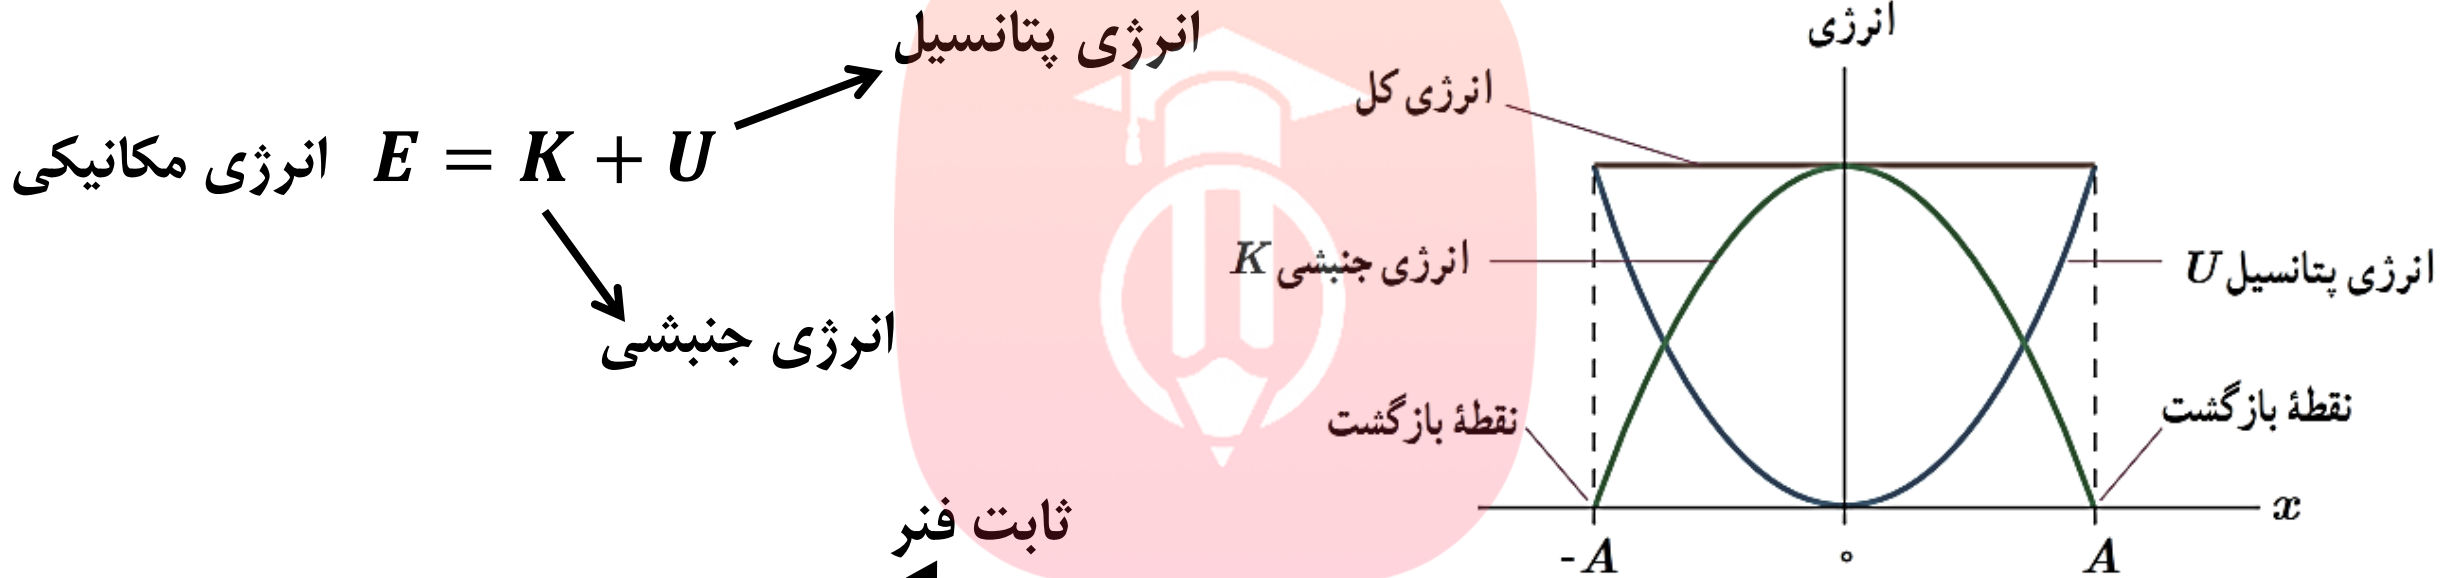 انرژی پتانسیل
انرژی مکانیکی E = K + U
انرژی جنبشی
ثابت فنر
انرژی
انرژی کل
انرژی جنبشی K
انرژی پتانسیل U
نقطهٔ بازگشت
نقطهٔ بازگشت
x
-A ° A